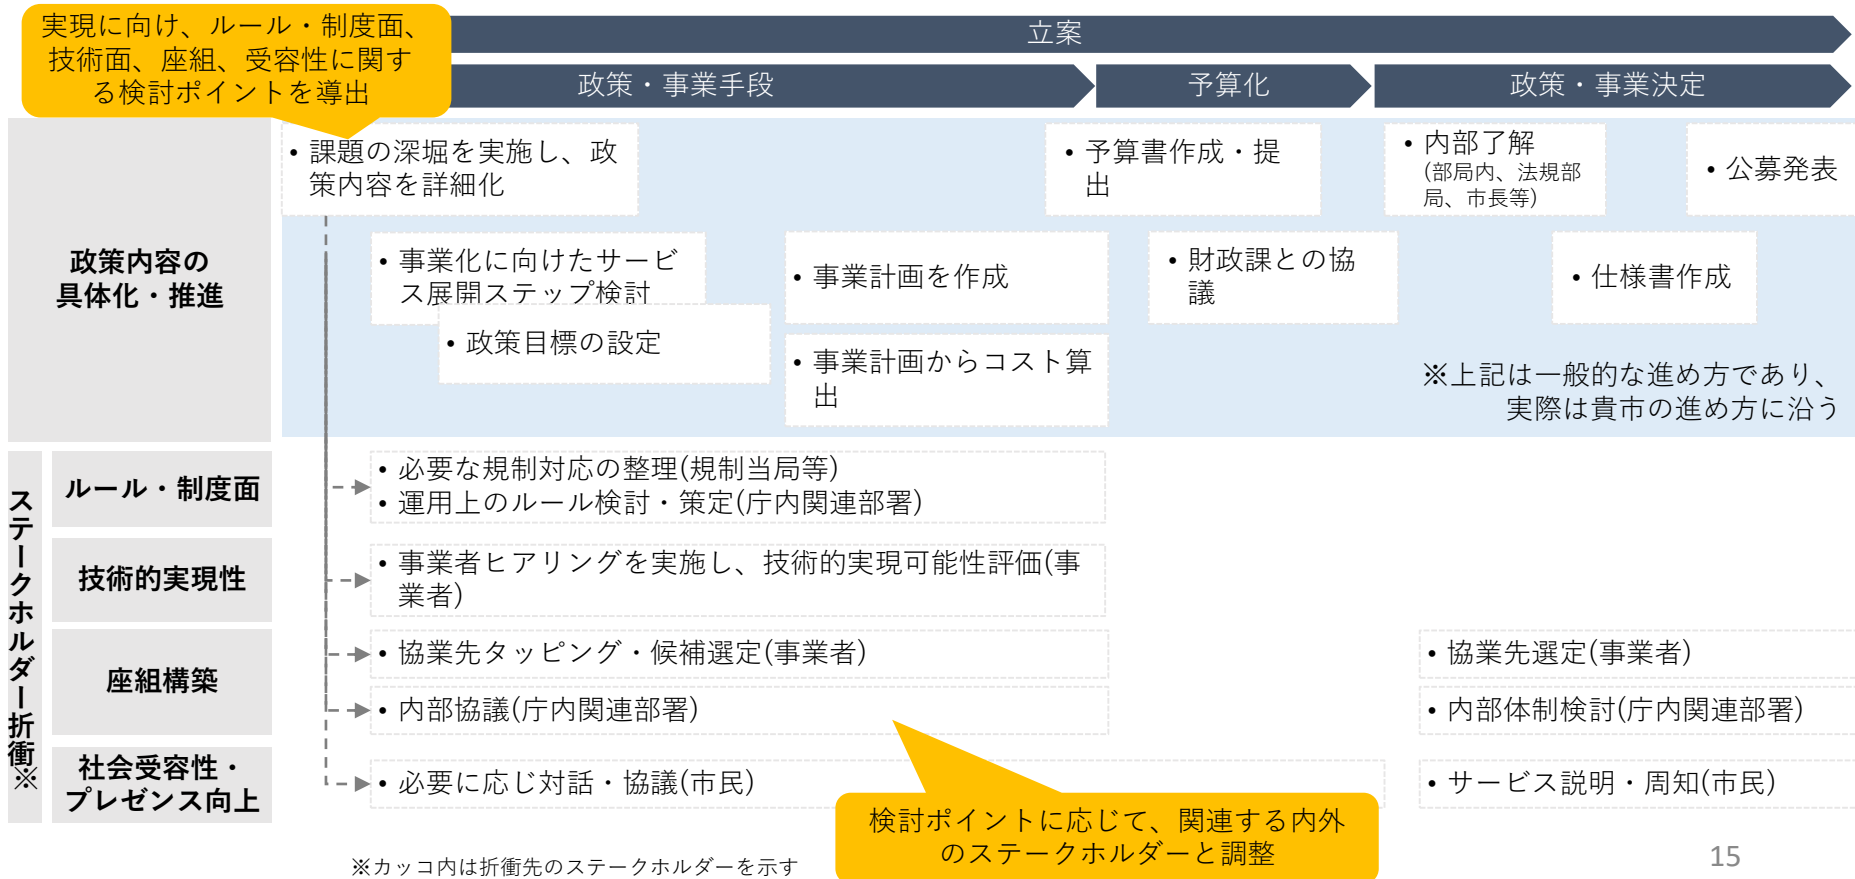 実現に向け、ルール・制度面、
技術面、座組、受容性に関す
る検討ポイントを導出
立案
政策・事業手段
予算化
政策・事業決定
政策内容の
具体化・推進
• 課題の深堀を実施し、政
策内容を詳細化
• 予算書作成・提
出
• 内部了解
(部局内、法規部
局、市長等)
• 公募発表
• 事業化に向けたサービ
ス展開ステップ検討
• 政策目標の設定
• 事業計画を作成
• 事業計画からコスト算
出
• 財政課との協
議
• 仕様書作成
※上記は一般的な進め方であり、
実際は貴市の進め方に沿う
ステークホルダー折衝※
ルール・制度面
• 必要な規制対応の整理(規制当局等)
• 運用上のルール検討・策定(庁内関連部署)
技術的実現性
• 事業者ヒアリングを実施し、技術的実現可能性評価(事
業者)
座組構築
• 協業先タッピング・候補選定(事業者)
• 協業先選定(事業者)
• 内部協議(庁内関連部署)
• 内部体制検討(庁内関連部署)
社会受容性・
プレゼンス向上
• 必要に応じ対話・協議(市民)
• サービス説明・周知(市民)
検討ポイントに応じて、関連する内外
のステークホルダーと調整
※カッコ内は折衝先のステークホルダーを示す
15